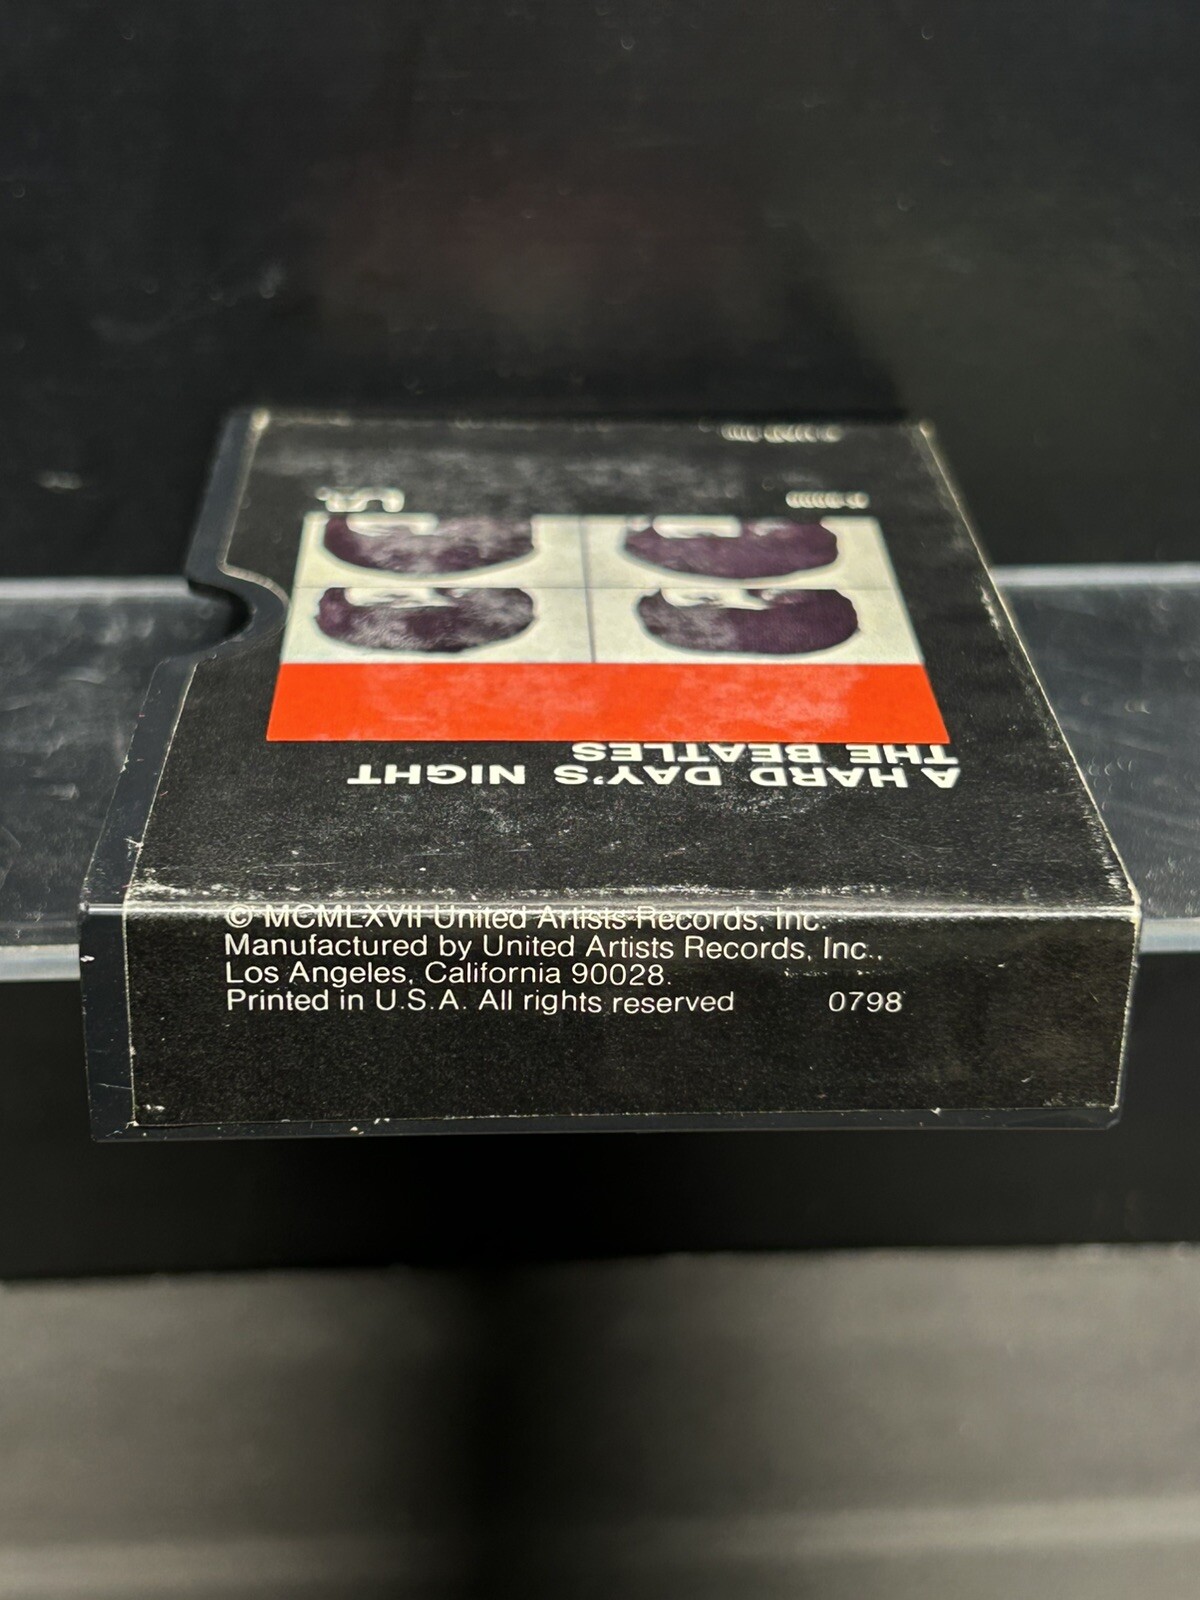 A HARD DAY'S NIGHT
THE BEATLES
© MCMLXVII United Artists Records, Inc.
Manufactured by United Artists Records, Inc.,
Los Angeles, California 90028.
Printed in U.S.A. All rights reserved 0798